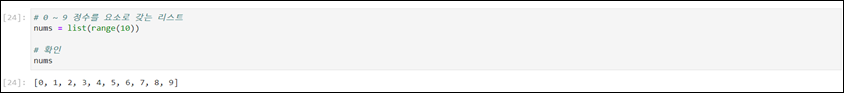 [24]: # 0 ~ 9 정수를 요소로 갖는 리스트
nums = list(range(10))
# 확인
nums
[24]: [0, 1, 2, 3, 4, 5, 6, 7, 8, 9]